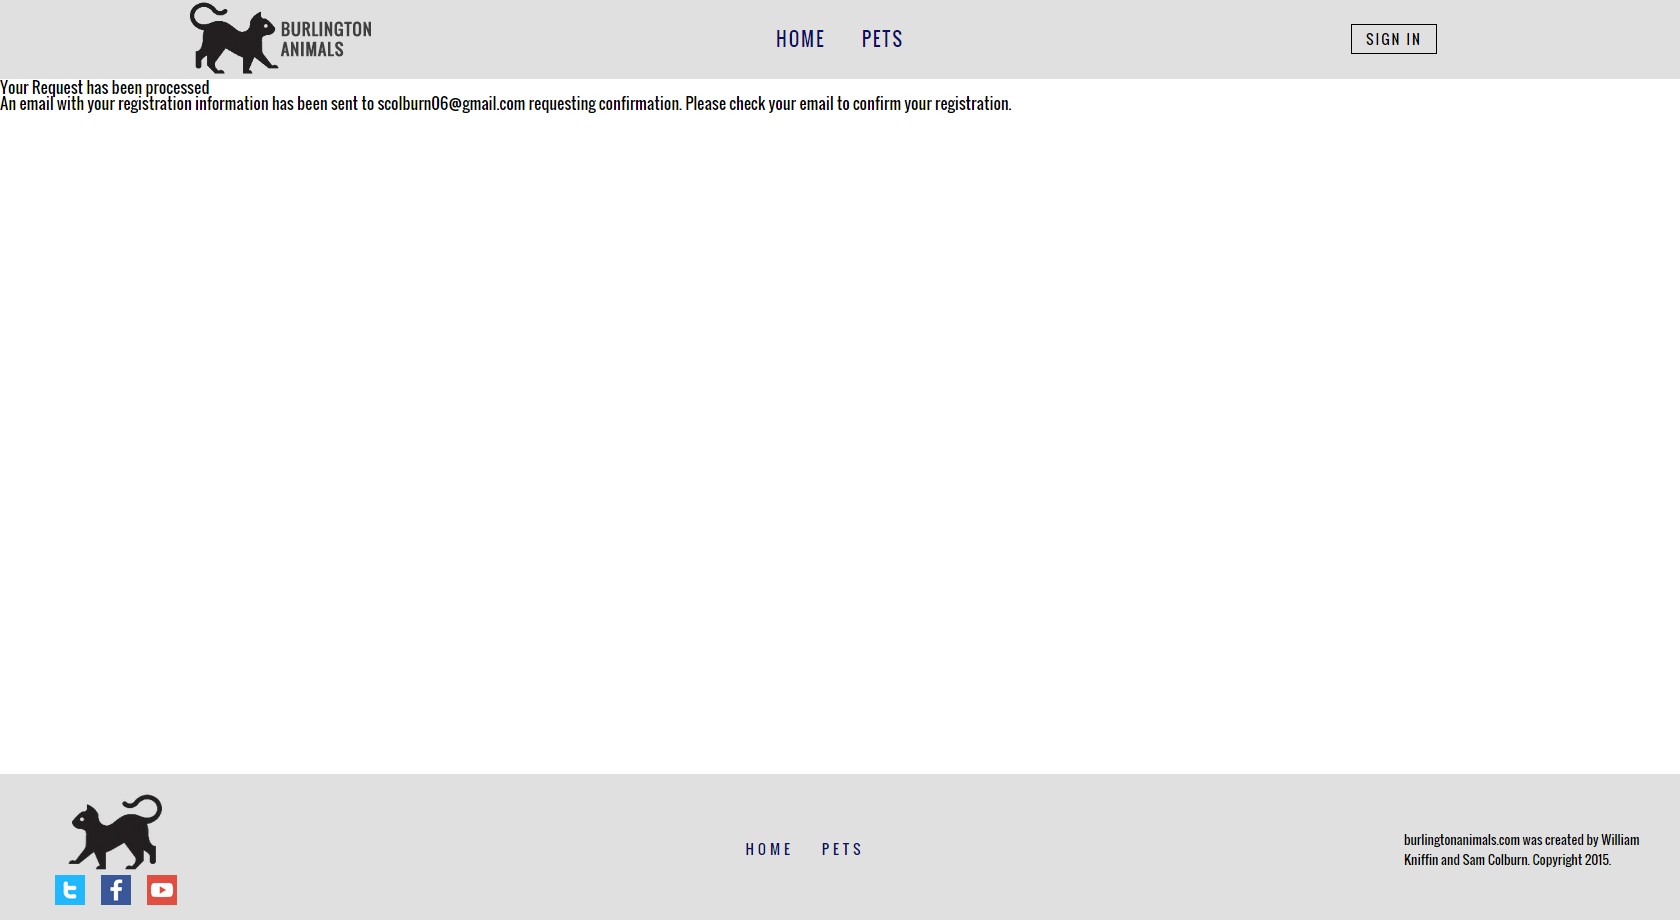 BURLINGTON
ANIMALS
HOME PETS
SIGN IN
Your Request has been processed
An email with your registration information has been sent to scolburn06@gmail.com requesting confirmation. Please check your email to confirm your registration.
HOME PETS
burlingtonanimals.com was created by William
Kniffin and Sam Colburn. Copyright 2015.